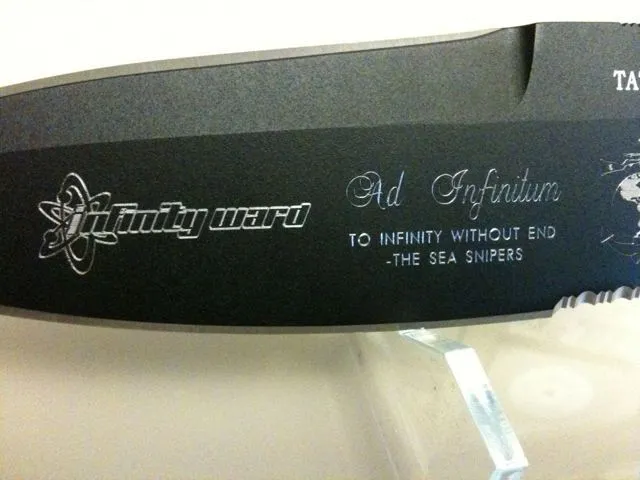 infinity ward
Ad Infinitum
TO INFINITY WITHOUT END
-THE SEA SNIPERS